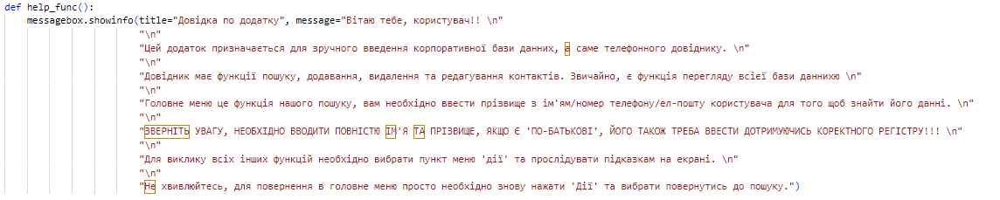 def help_func():
messagebox.showinfo(title="Довідка по додатку", message="Вітаю тебе, користувач!! \n"
"\n"
"Цей додаток призначається для зручного введення корпоративної бази данних, а саме телефонного довіднику. \n"
"\n"
"Довідник має функції пошуку, додавання, видалення та редагування контактів. Звичайно, є функція перегляду всієї бази даннихю \n"
"\n"
"Головне меню це функція нашого пошуку, вам необхідно ввести прізвище з ім'ям/номер телефону/ел-пошту користувача для того щоб знайти його данні. \n"
"\n"
"ЗВЕРНІТЬ УВАГУ, НЕОБХІДНО ВВОДИТИ ПОВНІСТЮ ІМ'Я ТА ПРІЗВИЩЕ, ЯКЩО Є 'ПО-БАТЬКОВІ', ЙОГО ТАКОЖ ТРЕБА ВВЕСТИ ДОТРИМУЮЧИСЬ КОРЕКТНОГО РЕГІСТРУ!!! \n"
"\n"
"Для виклику всіх інших функцій необхідно вибрати пункт меню 'дії' та прослідувати підказкам на екрані. \n"
"\n"
"Не хвивлюйтесь, для повернення в головне меню просто необхідно знову нажати 'Дії' та вибрати повернутись до пошуку.")